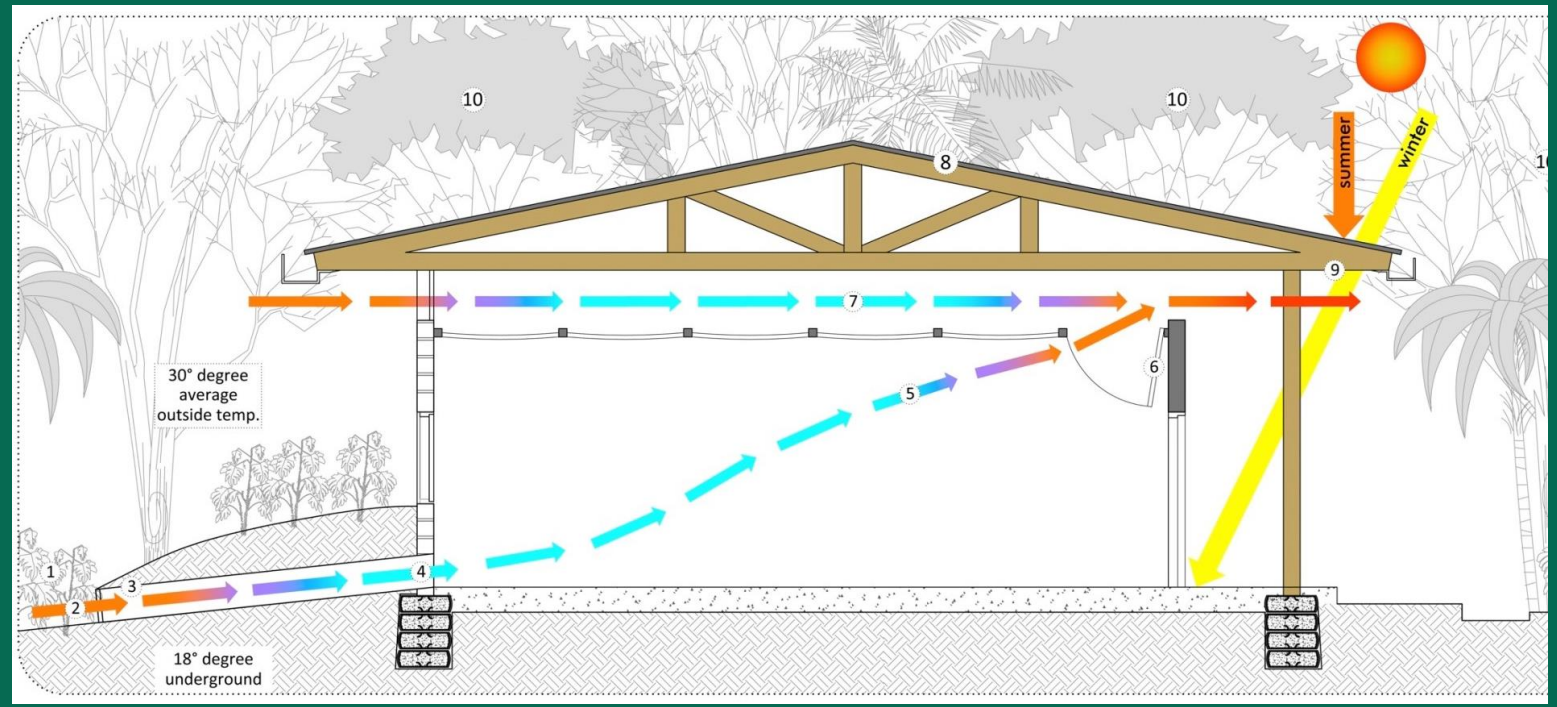 10
10
summer
winter
10
8
9
7
30° degree
average
outside temp.
6
5
1
2
3
4
18° degree
underground